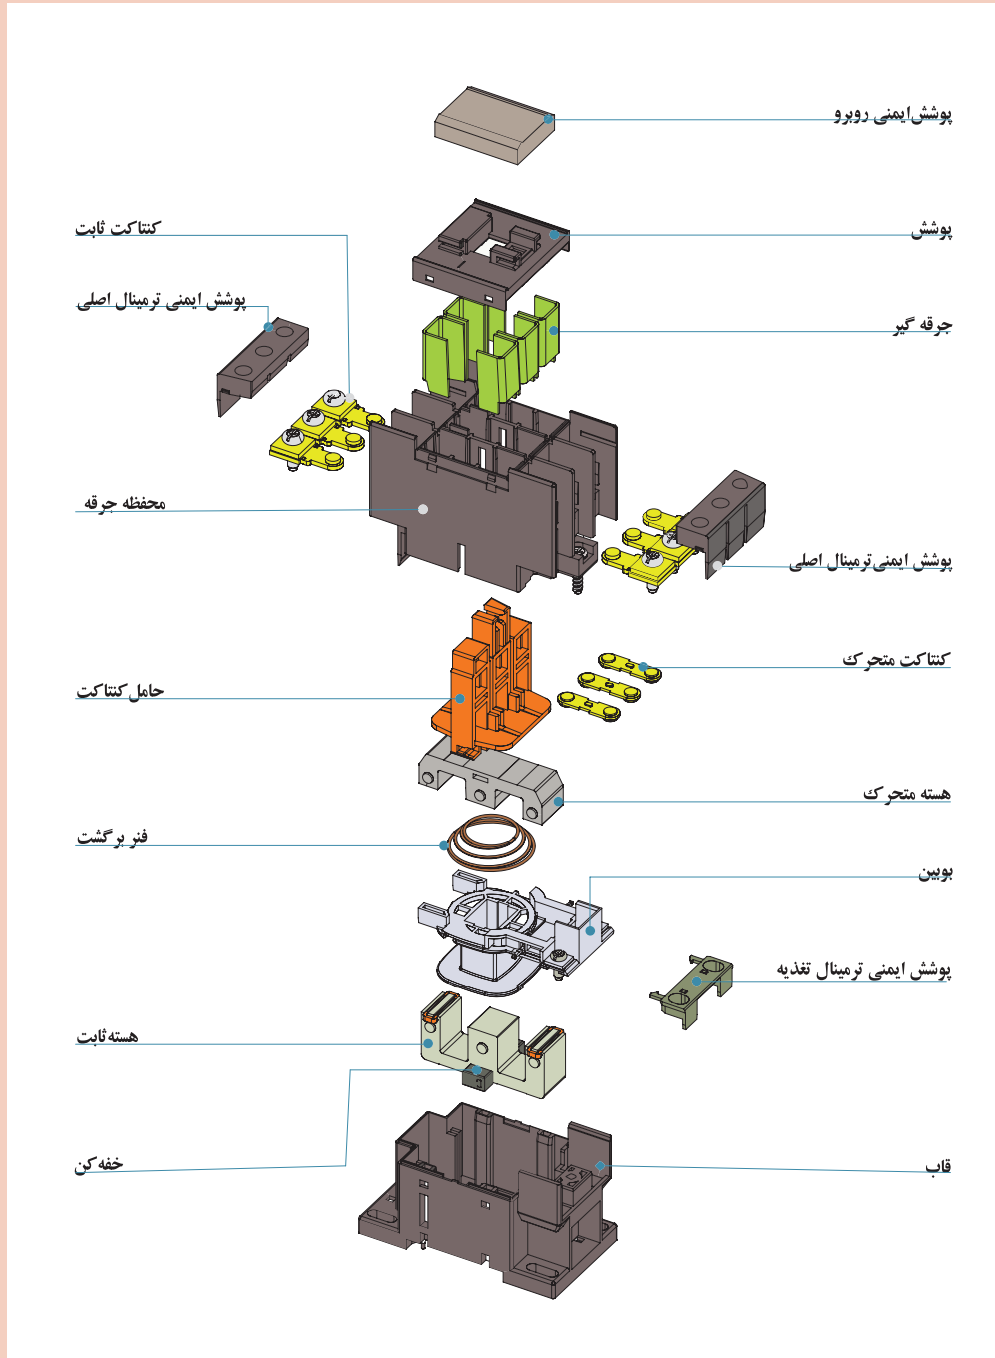 پوشش ایمنی روبرو
پوشش
کنتاکت ثابت
پوشش ایمنی ترمینال اصلی
جرقه گیر
محفظه جرقه
پوشش ایمنی ترمینال اصلی
کنتاکت متحرک
حامل کنتاکت
هسته متحرک
فنر برگشت
بوبین
پوشش ایمنی ترمینال تغذیه
هسته ثابت
خفه کن
قاب